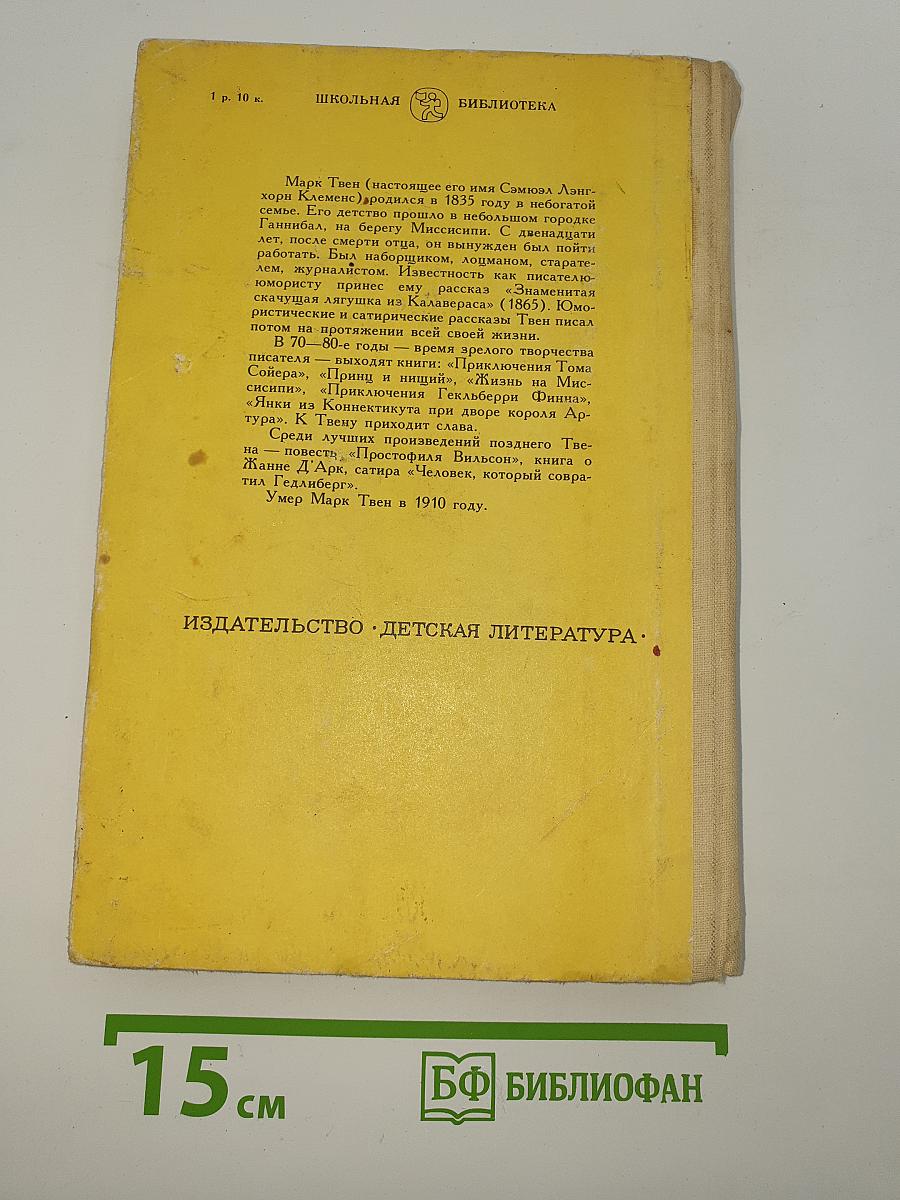 1 р. 10 к. ШКОЛЬНАЯ БИБЛИОТЕКА
Марк Твен (настоящее его имя Сэмюэл Лэнг-
хорн Клеменс) родился в 1835 году в небогатой
семье. Его детство прошло в небольшом городке
Ганнибал, на берегу Миссисипи. С двенадцати
лет, после смерти отца, он вынужден был пойти
работать. Был наборщиком, лоцманом, старате-
лем, журналистом. Известность как писателю-
юмористу принес ему рассказ «Знаменитая
скачущая лягушка из Калавераса» (1865). Юмо-
ристические и сатирические рассказы Твен писал
потом на протяжении всей своей жизни.
В 70—80-е годы — время зрелого творчества
писателя — выходят книги: «Приключения Тома
Сойера», «Принц и нищий», «Жизнь на Мис-
сисипи», «Приключения Гекльберри Финна»,
«Янки из Коннектикута при дворе короля Ар-
тура». К Твену приходит слава.
Среди лучших произведений позднего Тве-
на — повесть «Простофиля Вильсон», книга о
Жанне Д'Арк, сатира «Человек, который совра-
тил Гедлиберг».
Умер Марк Твен в 1910 году.
ИЗДАТЕЛЬСТВО · ДЕТСКАЯ ЛИТЕРАТУРА ·
15 см
БФ БИБЛИОФАН